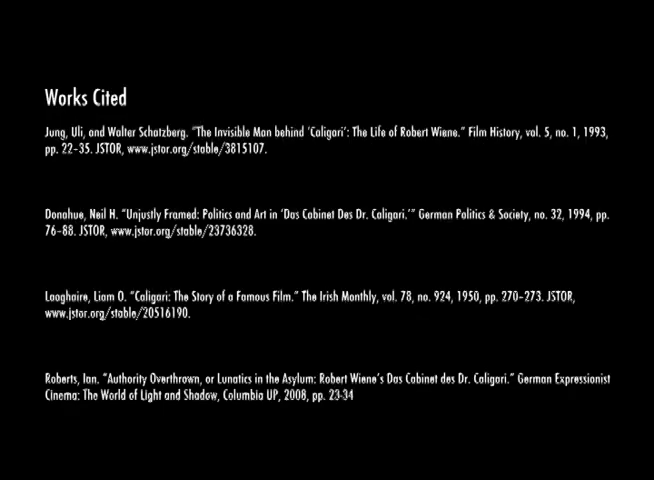 Works Cited
Jung, Uli, and Walter Schatzberg. "The Invisible Man behind 'Caligari': The Life of Robert Wiene." Film History, vol. 5, no. 1, 1993,
pp. 22-35. JSTOR, www.jstor.org/stable/3815107.
Donahue, Neil H. "Unjustly Framed: Politics and Art in 'Das Cabinet Des Dr. Caligari.'" German Politics & Society, no. 32, 1994, pp.
76-88. JSTOR, www.jstor.org/stable/23736328.
Laoghaire, Liam O. "Caligari: The Story of a Famous Film." The Irish Monthly, vol. 78, no. 924, 1950, pp. 270-273. JSTOR,
www.jstor.org/stable/20516190.
Roberts, Ian. "Authority Overthrown, or Lunatics in the Asylum: Robert Wiene's Das Cabinet des Dr. Caligari." German Expressionist
Cinema: The World of Light and Shadow, Columbia UP, 2008, pp. 23-34